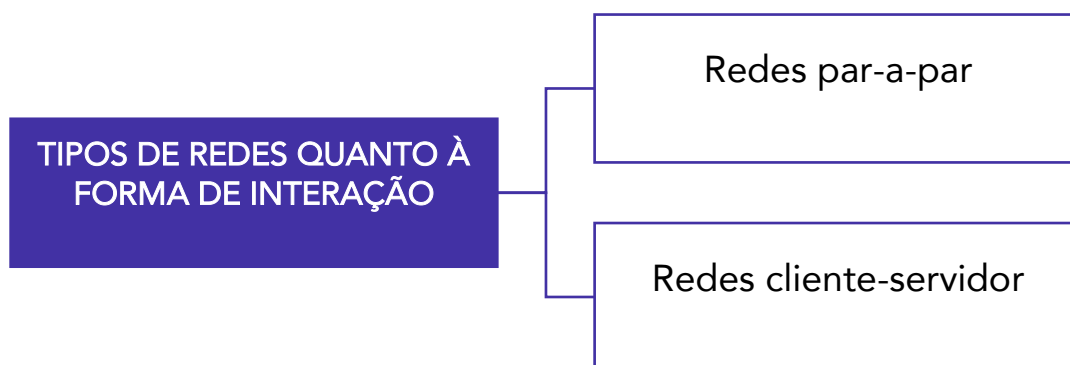 TIPOS DE REDES QUANTO À
FORMA DE INTERAÇÃO
Redes par-a-par
Redes cliente-servidor